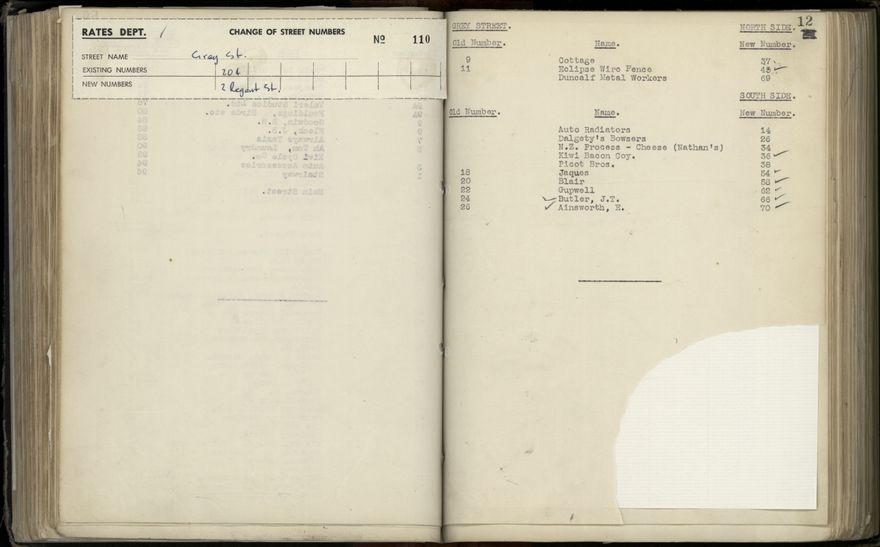 RATES DEPT. CHANGE OF STREET NUMBERS Nº 110
STREET NAME Grey St.
EXISTING NUMBERS 206
NEW NUMBERS 2 Regent St.
Main Street.
12
GREY STREET. NORTH SIDE.
Old Number. Name. New Number.
9 Cottage 37
11 Eclipse Wire Fence 45
Duncalf Metal Workers 69
SOUTH SIDE.
Old Number. Name. New Number.
Auto Radiators 14
Dalgety's Bowsers 26
N.Z. Process - Cheese (Nathan's) 34
Kiwi Bacon Coy. 36
Picot Bros. 38
18 Jaques 54
20 Blair 58
22 Gupwell 62
24 Butler, J.T. 66
26 Ainsworth, E. 70